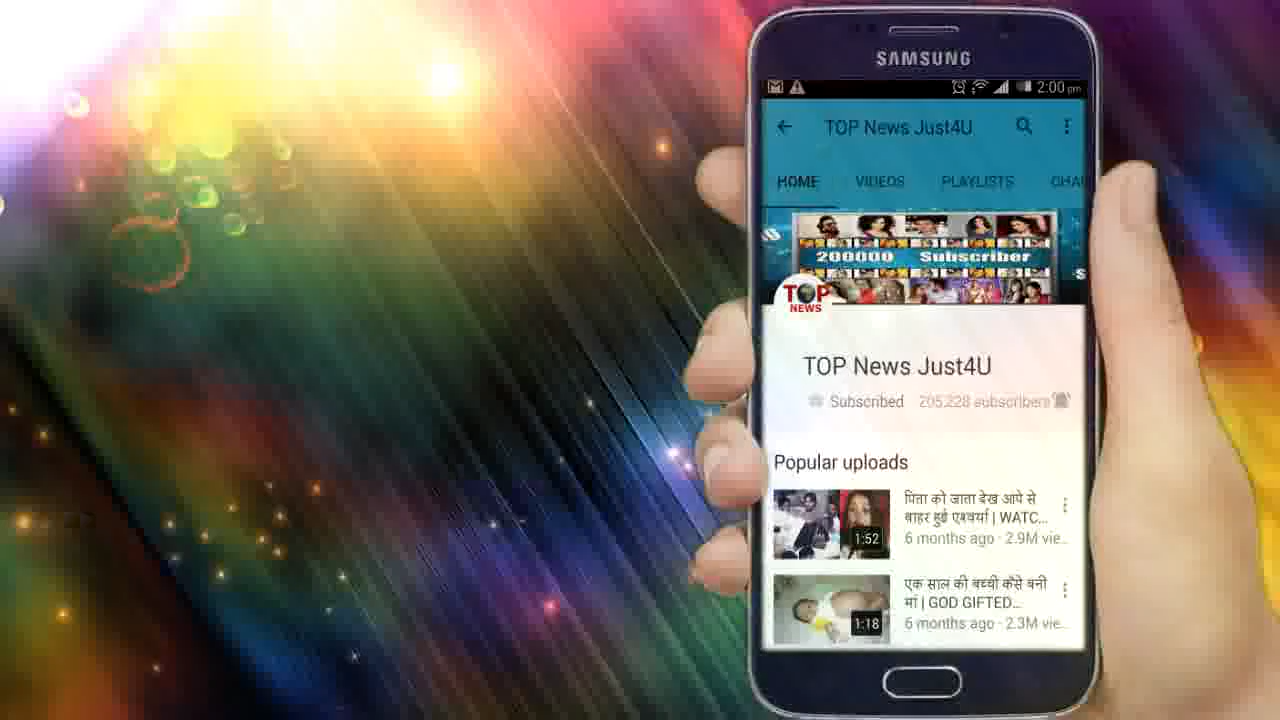 SAMSUNG
2:00 pm
TOP News Just4U
HOME VIDEOS PLAYLISTS CHA
200000 Subscriber
TOP
NEWS
TOP News Just4U
Subscribed 205,228 subscribers
Popular uploads
पिता को जाता देख आपे से
बाहर हुई एश्वर्या | WATC...
6 months ago · 2.9M vie...
1:52
एक साल की बच्ची कैसे बनी
मां | GOD GIFTED...
6 months ago · 2.3M vie...
1:18